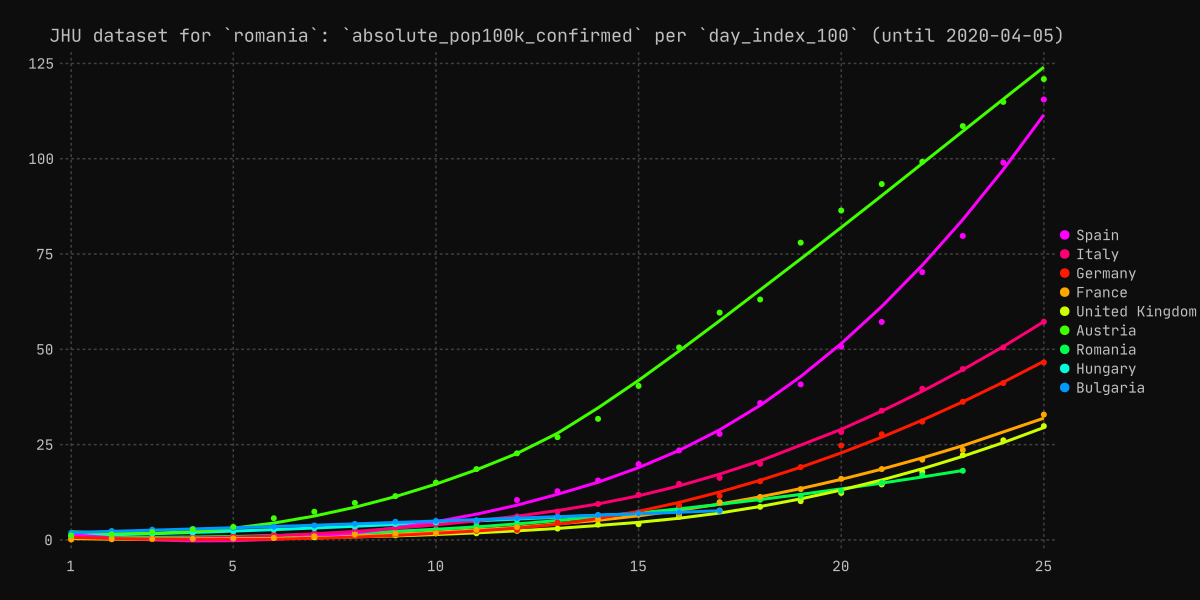 JHU dataset for `romania`: `absolute_pop100k_confirmed` per `day_index_100` (until 2020-04-05)
125
100
75
50
25
0
1
5
10
15
20
25
Spain
Italy
Germany
France
United Kingdom
Austria
Romania
Hungary
Bulgaria